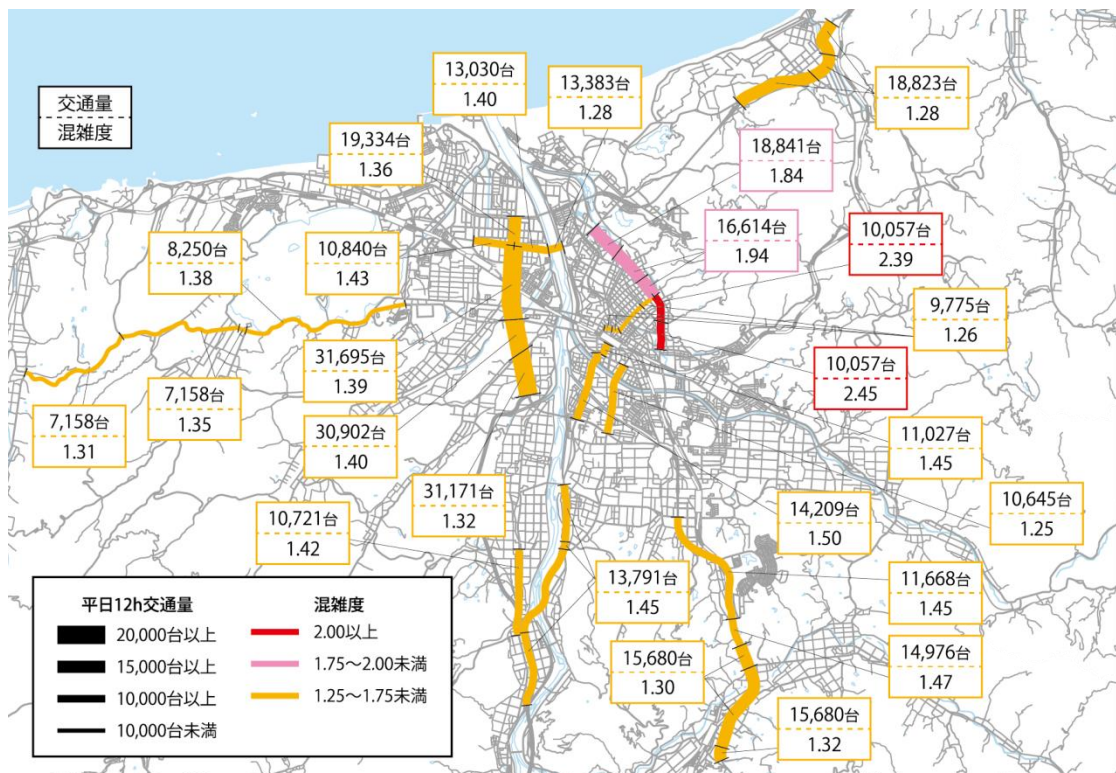 交通量
混雑度
13,030台
1.40
13,383台
1.28
18,823台
1.28
19,334台
1.36
18,841台
1.84
16,614台
1.94
10,057台
2.39
8,250台
1.38
10,840台
1.43
9,775台
1.26
31,695台
1.39
10,057台
2.45
7,158台
1.35
7,158台
1.31
30,902台
1.40
11,027台
1.45
31,171台
1.32
10,645台
1.25
10,721台
1.42
14,209台
1.50
13,791台
1.45
11,668台
1.45
15,680台
1.30
14,976台
1.47
15,680台
1.32
平日12h交通量
20,000台以上
15,000台以上
10,000台以上
10,000台未満
混雑度
2.00以上
1.75～2.00未満
1.25～1.75未満